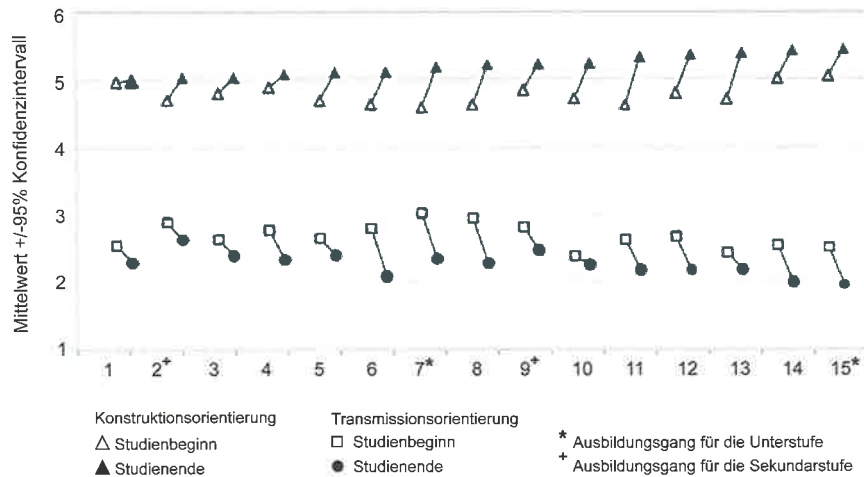 Mittelwert +/-95% Konfidenzintervall
6
5
4
3
2
1
1 2+ 3 4 5 6 7* 8 9+ 10 11 12 13 14 15*
Konstruktionsorientierung
△ Studienbeginn
▲ Studienende
Transmissionsorientierung
□ Studienbeginn
● Studienende
* Ausbildungsgang für die Unterstufe
+ Ausbildungsgang für die Sekundarstufe